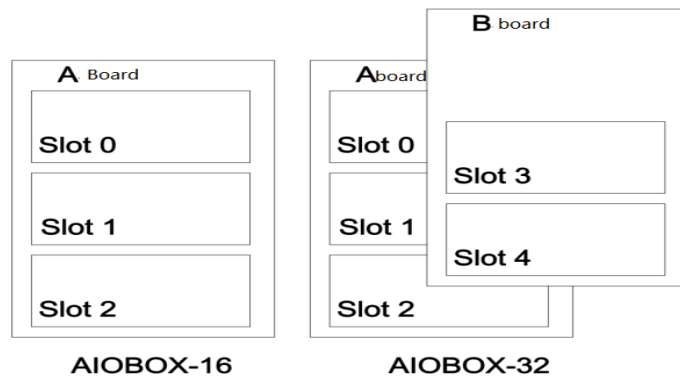 A Board
Slot 0
Slot 1
Slot 2
AIOBOX-16
A board
Slot 0
Slot 1
Slot 2
B board
Slot 3
Slot 4
AIOBOX-32